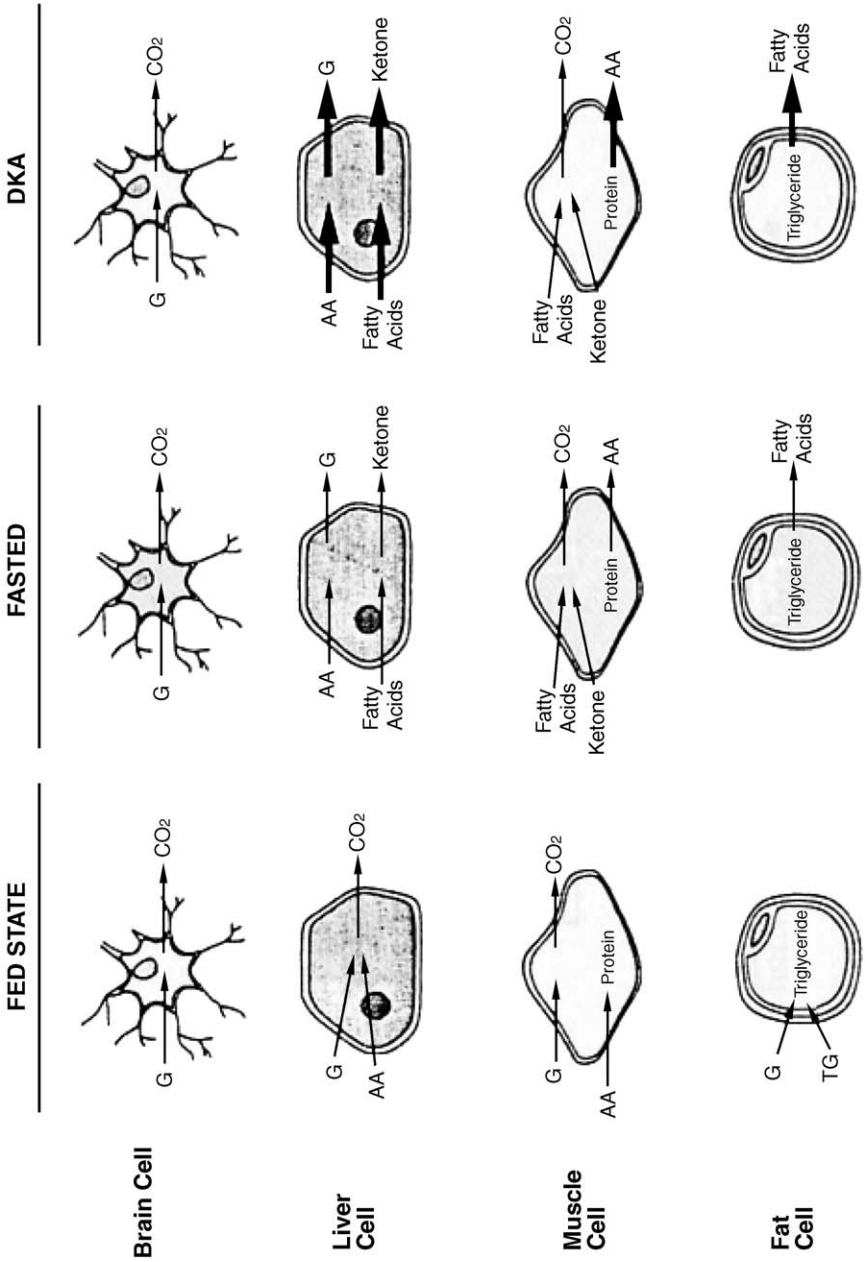 FED STATE
FASTED
DKA
Brain Cell
G
CO2
G
CO2
G
CO2
Liver
Cell
G
AA
CO2
AA
Fatty
Acids
G
Ketone
AA
Fatty
Acids
G
Ketone
Muscle
Cell
G
AA
Protein
CO2
Fatty
Acids
Ketone
Protein
CO2
AA
Fatty
Acids
Ketone
Protein
CO2
AA
Fat
Cell
G
TG
Triglyceride
Triglyceride
Fatty
Acids
Triglyceride
Fatty
Acids